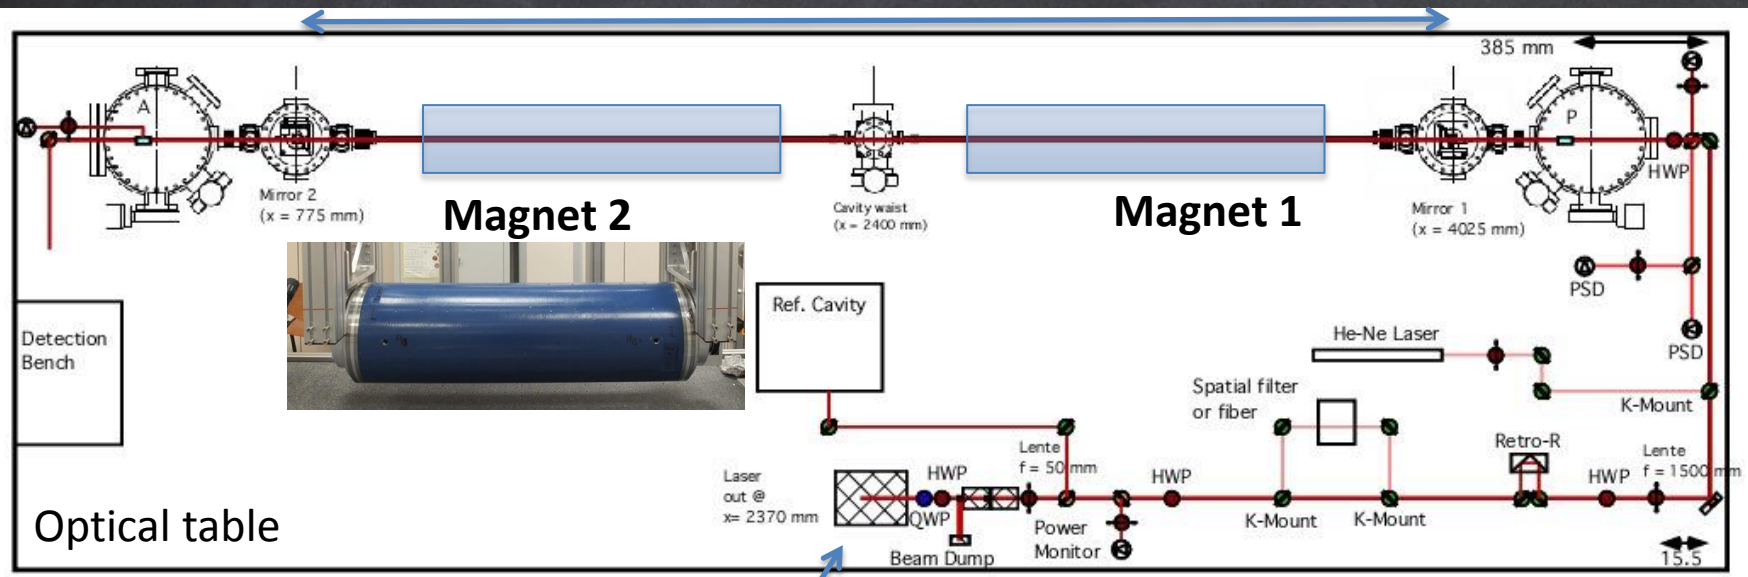 385 mm
A
P
HWP
Mirror 2
(x = 775 mm)
Magnet 2
Cavity waist
(x = 2400 mm)
Magnet 1
Mirror 1
(x = 4025 mm)
PSD
PSD
Ref. Cavity
He-Ne Laser
Detection
Bench
K-Mount
Spatial filter
or fiber
Retro-R
Lente
f = 50 mm
Lente
f = 1500 mm
Laser
out @
x= 2370 mm
HWP
QWP
HWP
HWP
Optical table
Power
Monitor
K-Mount
K-Mount
Beam Dump
15.5